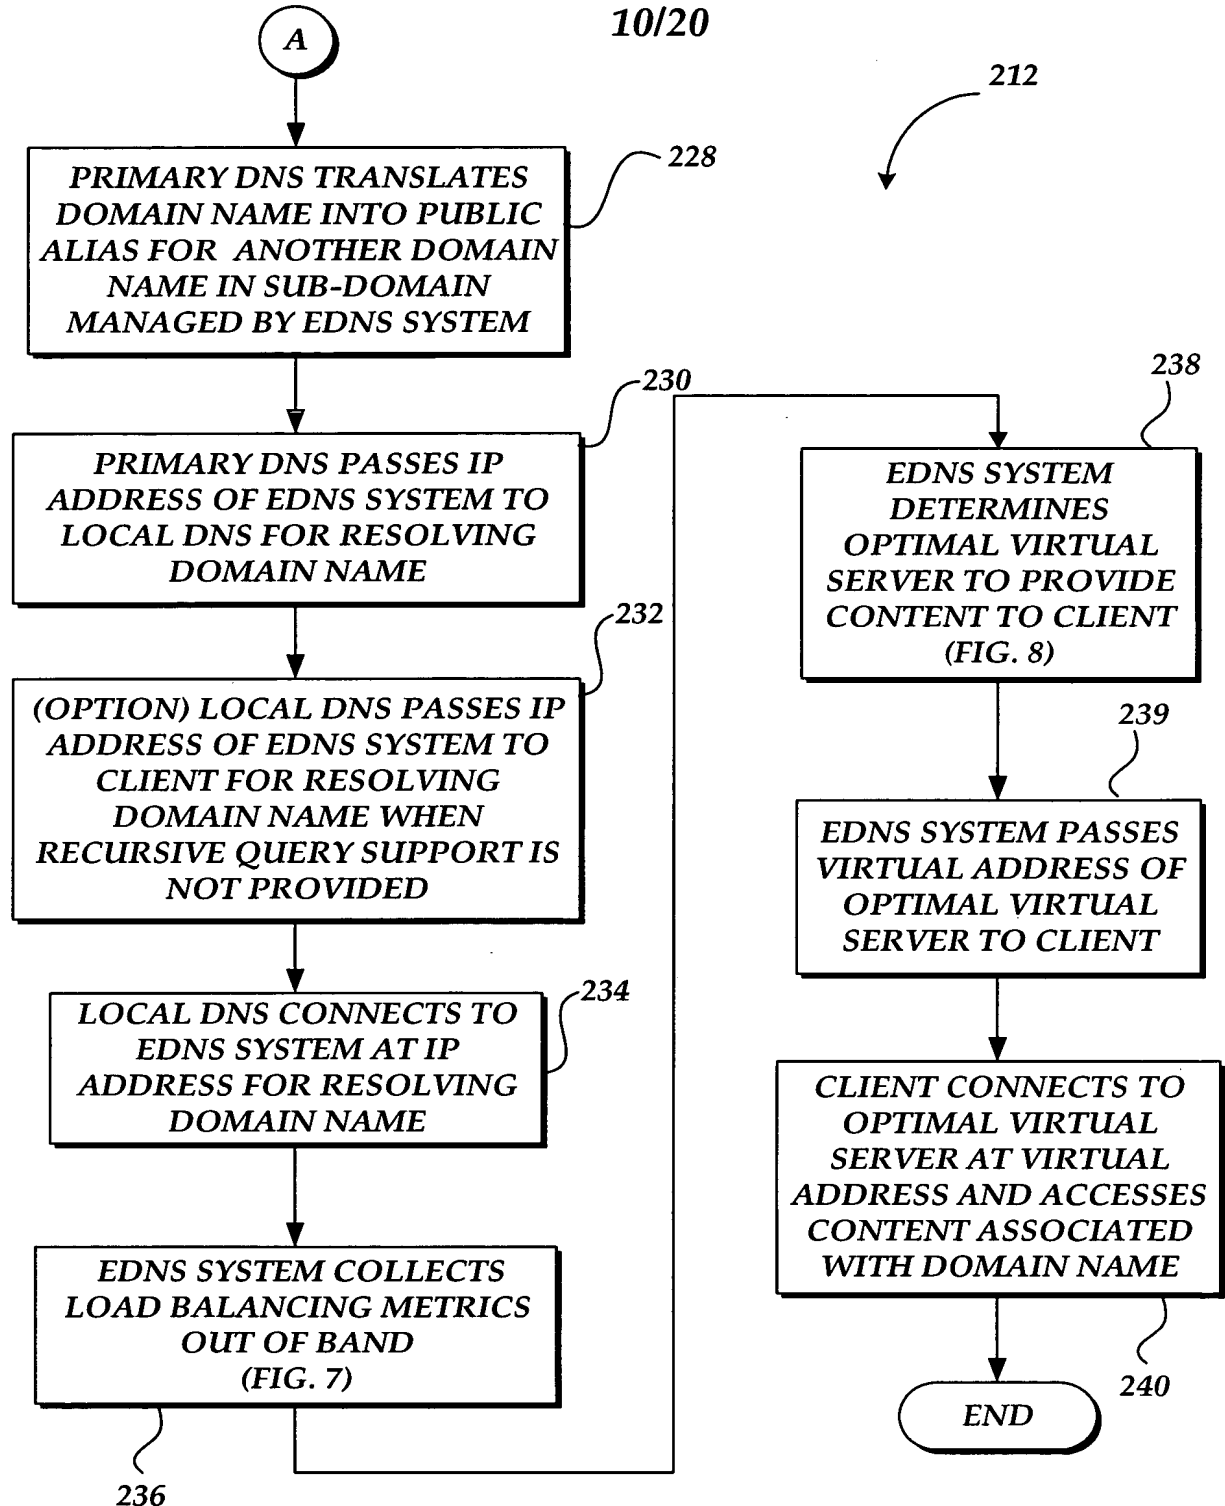 10/20
A
212
PRIMARY DNS TRANSLATES
DOMAIN NAME INTO PUBLIC
ALIAS FOR ANOTHER DOMAIN
NAME IN SUB-DOMAIN
MANAGED BY EDNS SYSTEM
228
PRIMARY DNS PASSES IP
ADDRESS OF EDNS SYSTEM TO
LOCAL DNS FOR RESOLVING
DOMAIN NAME
230
(OPTION) LOCAL DNS PASSES IP
ADDRESS OF EDNS SYSTEM TO
CLIENT FOR RESOLVING
DOMAIN NAME WHEN
RECURSIVE QUERY SUPPORT IS
NOT PROVIDED
232
LOCAL DNS CONNECTS TO
EDNS SYSTEM AT IP
ADDRESS FOR RESOLVING
DOMAIN NAME
234
EDNS SYSTEM COLLECTS
LOAD BALANCING METRICS
OUT OF BAND
(FIG. 7)
236
238
EDNS SYSTEM
DETERMINES
OPTIMAL VIRTUAL
SERVER TO PROVIDE
CONTENT TO CLIENT
(FIG. 8)
239
EDNS SYSTEM PASSES
VIRTUAL ADDRESS OF
OPTIMAL VIRTUAL
SERVER TO CLIENT
CLIENT CONNECTS TO
OPTIMAL VIRTUAL
SERVER AT VIRTUAL
ADDRESS AND ACCESSES
CONTENT ASSOCIATED
WITH DOMAIN NAME
240
END